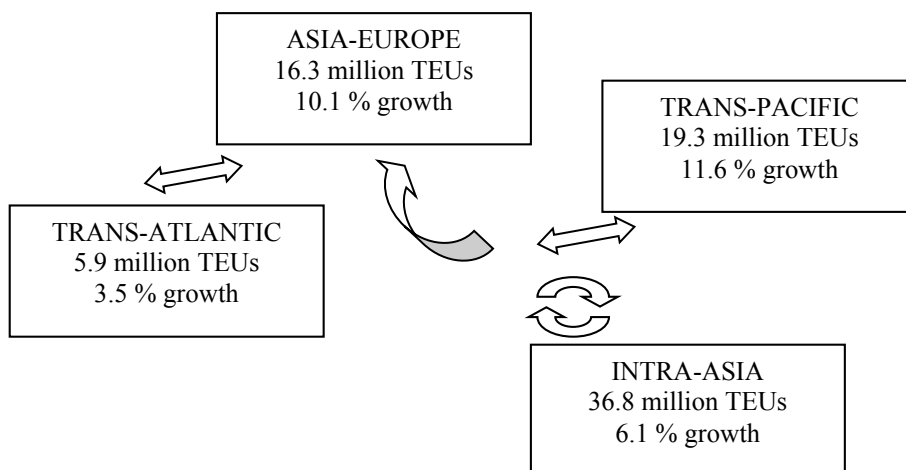 ASIA-EUROPE
16.3 million TEUs
10.1 % growth
TRANS-PACIFIC
19.3 million TEUs
11.6 % growth
TRANS-ATLANTIC
5.9 million TEUs
3.5 % growth
INTRA-ASIA
36.8 million TEUs
6.1 % growth